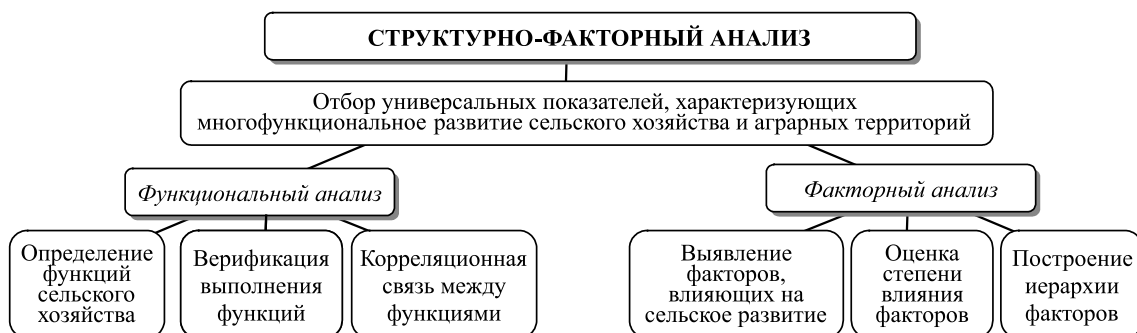 СТРУКТУРНО-ФАКТОРНЫЙ АНАЛИЗ
Отбор универсальных показателей, характеризующих
многофункциональное развитие сельского хозяйства и аграрных территорий
Функциональный анализ
Факторный анализ
Определение
функций
сельского
хозяйства
Верификация
выполнения
функций
Корреляционная
связь между
функциями
Выявление
факторов,
влияющих на
сельское развитие
Оценка
степени
влияния
факторов
Построение
иерархии
факторов